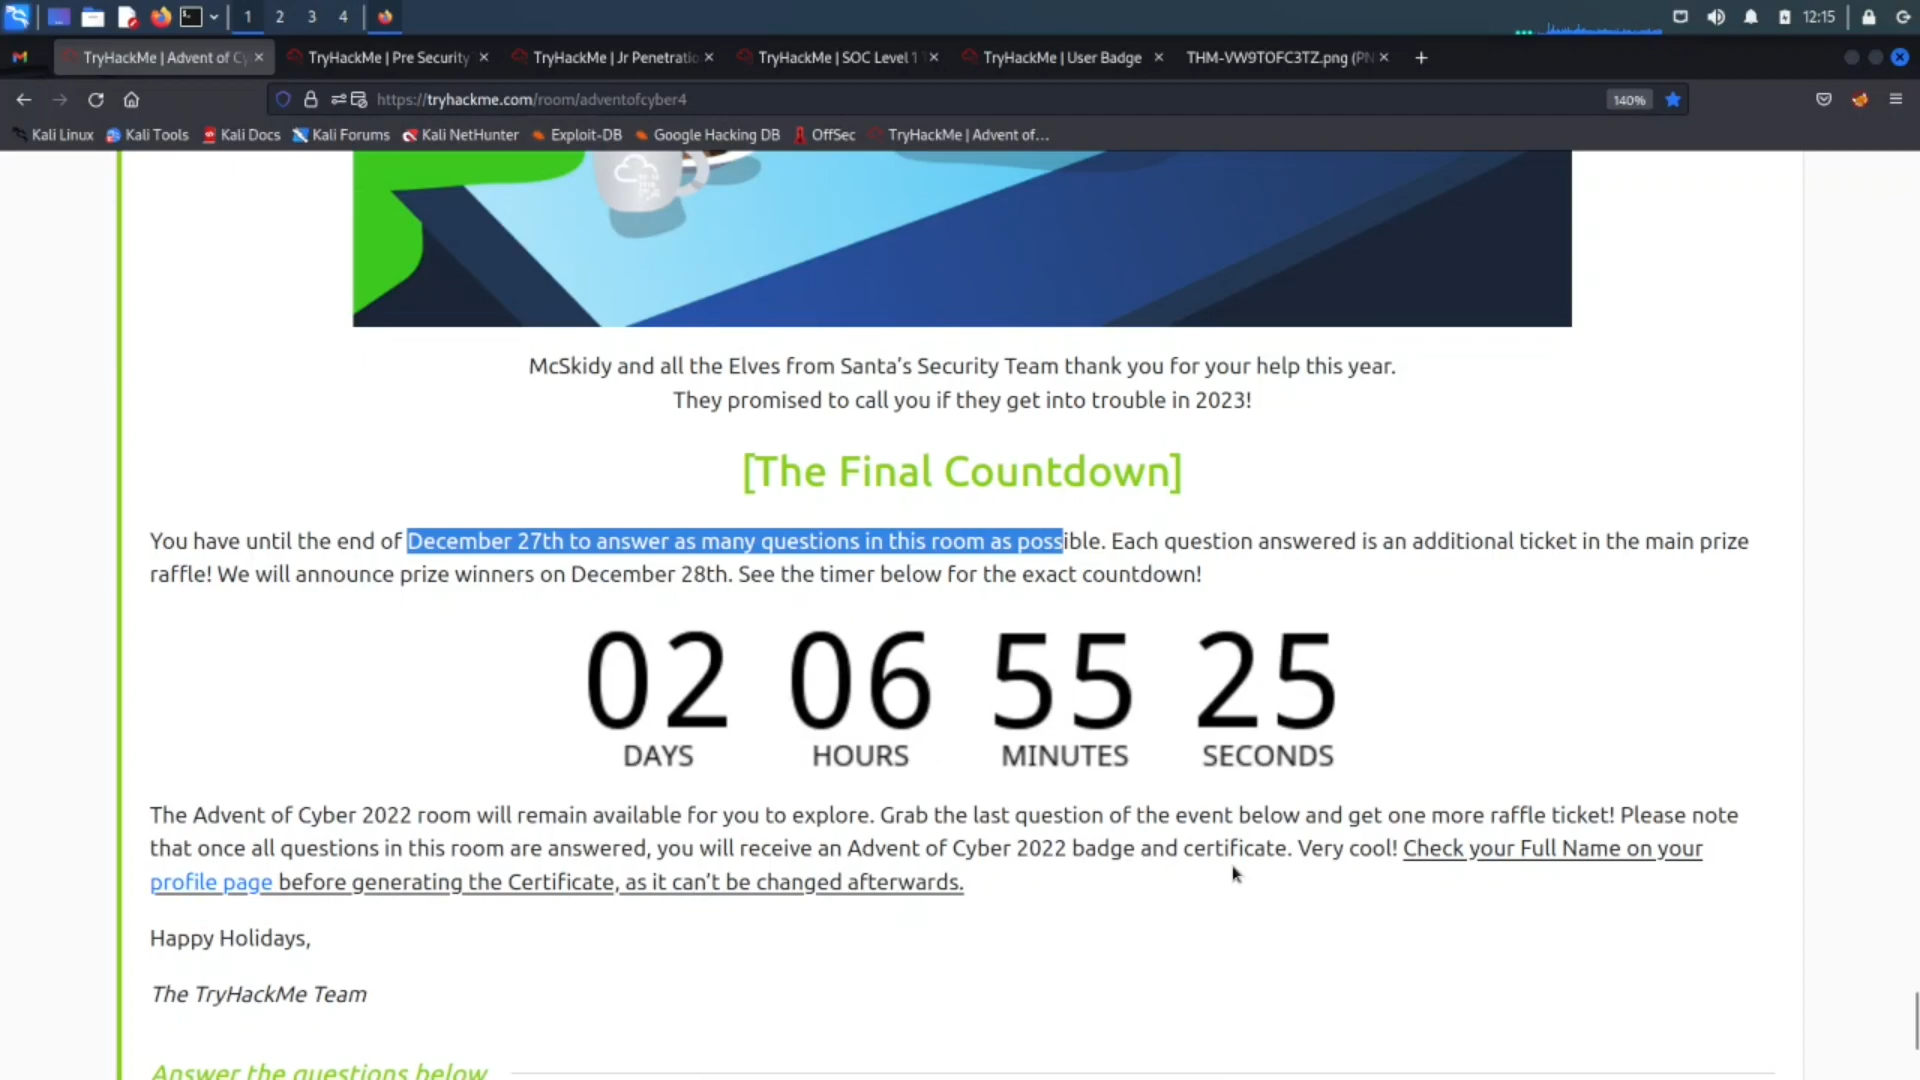 1 2 3 4 12:15
TryHackMe | Advent of Cy TryHackMe | Pre Security TryHackMe | Jr Penetratio TryHackMe | SOC Level 1 TryHackMe | User Badge THM-VW9TOFC3TZ.png (PN
https://tryhackme.com/room/adventofcyber4 140%
Kali Linux Kali Tools Kali Docs Kali Forums Kali NetHunter Exploit-DB Google Hacking DB OffSec TryHackMe | Advent of...
McSkidy and all the Elves from Santa's Security Team thank you for your help this year.
They promised to call you if they get into trouble in 2023!
[The Final Countdown]
You have until the end of December 27th to answer as many questions in this room as possible. Each question answered is an additional ticket in the main prize
raffle! We will announce prize winners on December 28th. See the timer below for the exact countdown!
02 06 55 25
DAYS HOURS MINUTES SECONDS
The Advent of Cyber 2022 room will remain available for you to explore. Grab the last question of the event below and get one more raffle ticket! Please note
that once all questions in this room are answered, you will receive an Advent of Cyber 2022 badge and certificate. Very cool! Check your Full Name on your
profile page before generating the Certificate, as it can't be changed afterwards.
Happy Holidays,
The TryHackMe Team
Answer the questions below